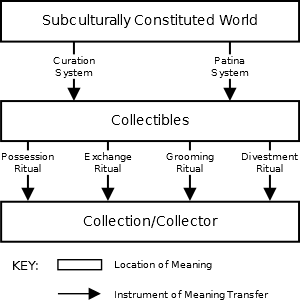 Subculturally Constituted World
Curation Patina
System System
Collectibles
Possession Exchange Grooming Divestment
Ritual Ritual Ritual Ritual
Collection/Collector
KEY: Location of Meaning
Instrument of Meaning Transfer